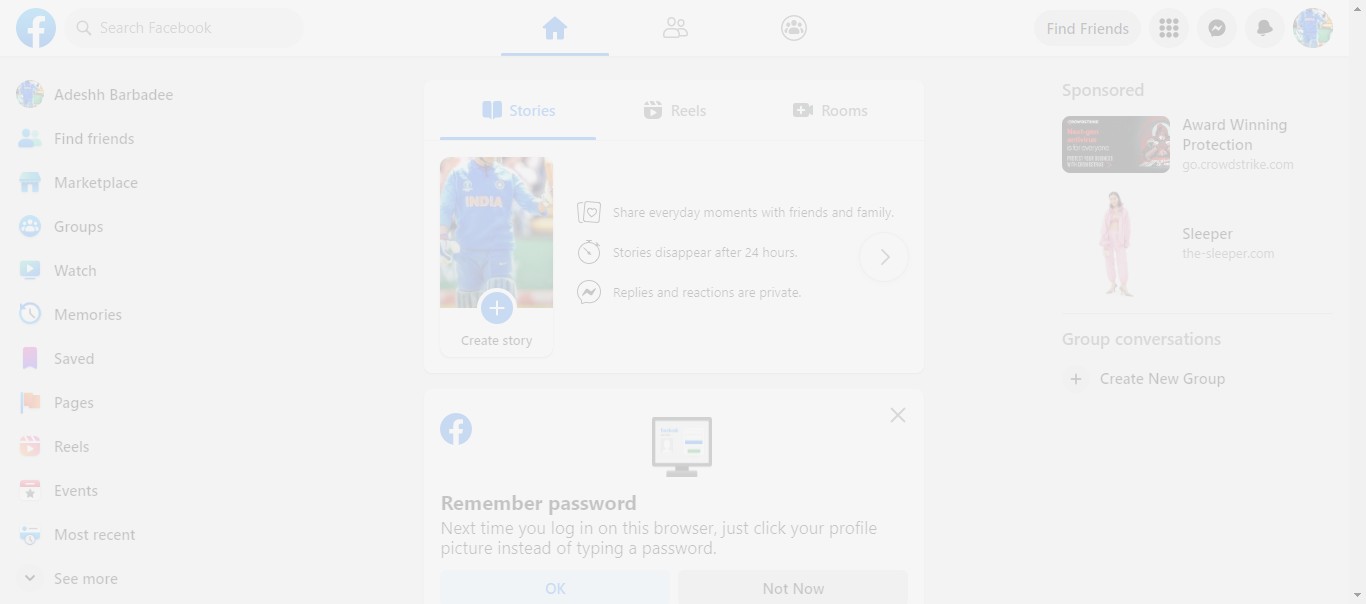 Search Facebook
Find Friends
Adeshh Barbadee
Find friends
Marketplace
Groups
Watch
Memories
Saved
Pages
Reels
Events
Most recent
See more
Stories
Reels
Rooms
INDIA
Create story
Share everyday moments with friends and family.
Stories disappear after 24 hours.
Replies and reactions are private.
Remember password
Next time you log in on this browser, just click your profile
picture instead of typing a password.
OK
Not Now
Sponsored
Award Winning
Protection
go.crowdstrike.com
Sleeper
the-sleeper.com
Group conversations
Create New Group